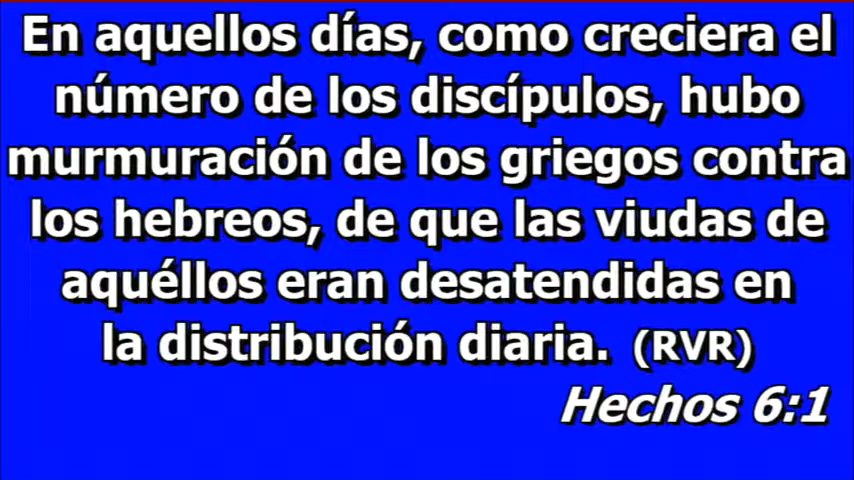 En aquellos días, como creciera el
número de los discípulos, hubo
murmuración de los griegos contra
los hebreos, de que las viudas de
aquéllos eran desatendidas en
la distribución diaria. (RVR)
Hechos 6:1